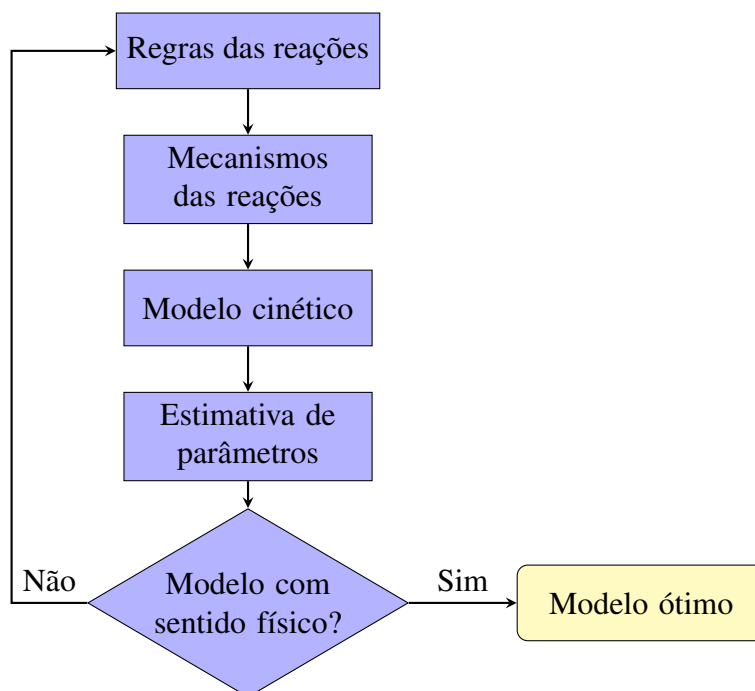 Regras das reações
Mecanismos
das reações
Modelo cinético
Estimativa de
parâmetros
Não
Modelo com
sentido físico?
Sim
Modelo ótimo